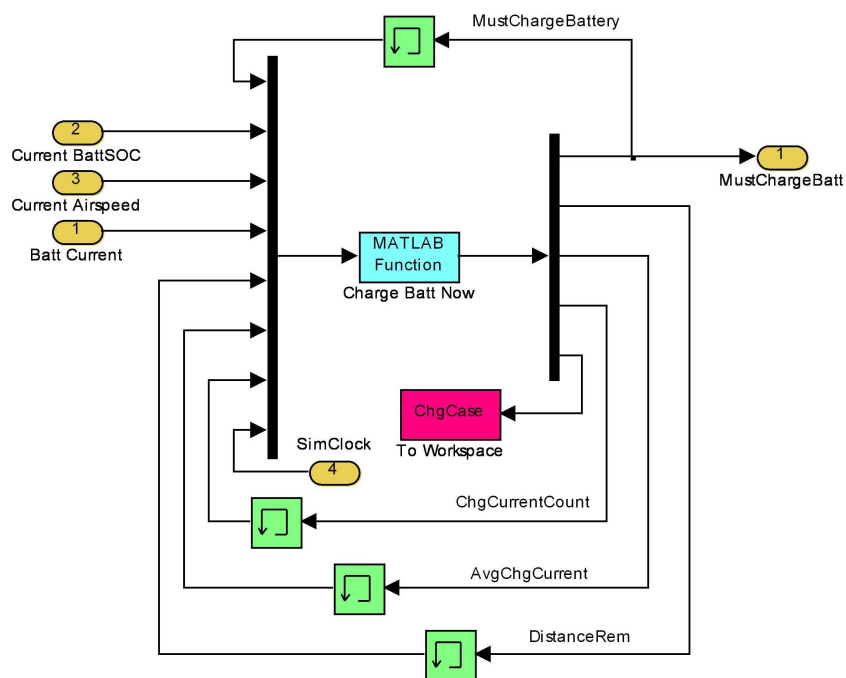 MustChargeBattery
2
Current BattSOC
3
Current Airspeed
1
Batt Current
1
MustChargeBatt
MATLAB
Function
Charge Batt Now
ChgCase
To Workspace
SimClock
4
ChgCurrentCount
AvgChgCurrent
DistanceRem